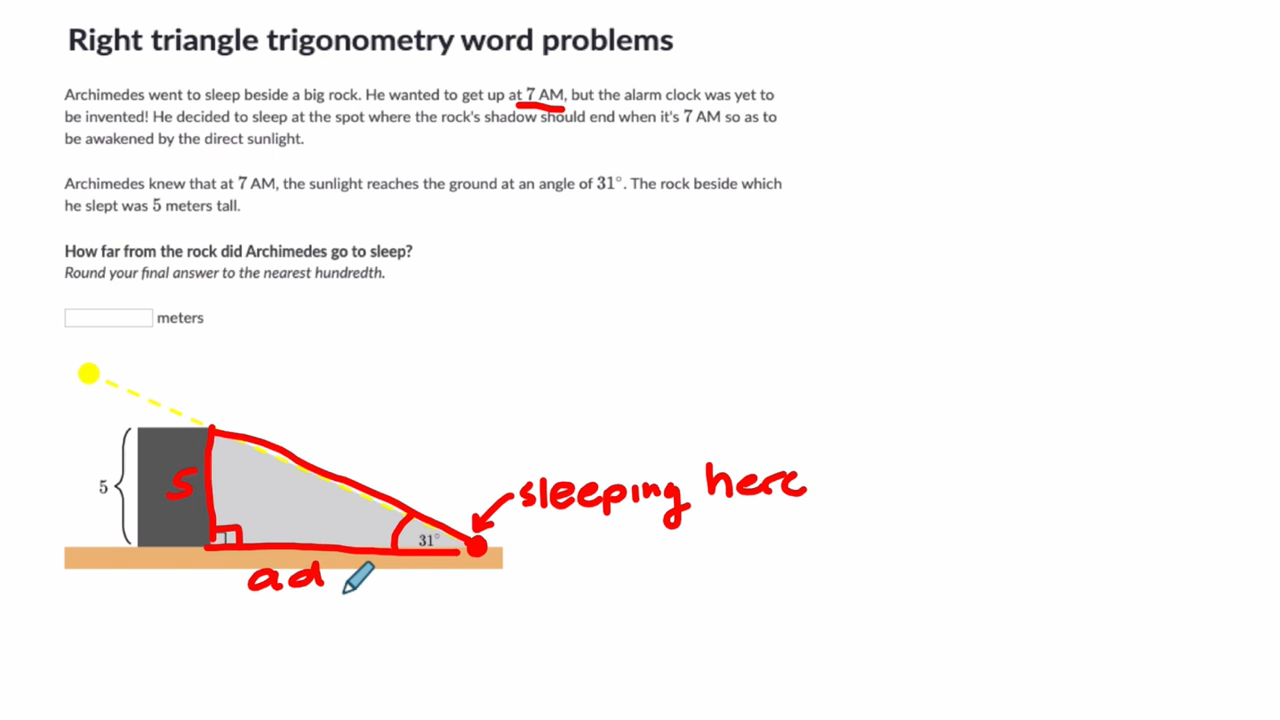 Right triangle trigonometry word problems
Archimedes went to sleep beside a big rock. He wanted to get up at 7 AM, but the alarm clock was yet to
be invented! He decided to sleep at the spot where the rock's shadow should end when it's 7 AM so as to
be awakened by the direct sunlight.
Archimedes knew that at 7 AM, the sunlight reaches the ground at an angle of 31°. The rock beside which
he slept was 5 meters tall.
How far from the rock did Archimedes go to sleep?
Round your final answer to the nearest hundredth.
meters
5
5
sleeping here
31°
ad